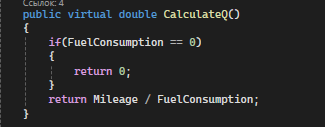 Ссылок: 4
public virtual double CalculateQ()
{
if(FuelConsumption == 0)
{
return 0;
}
return Mileage / FuelConsumption;
}